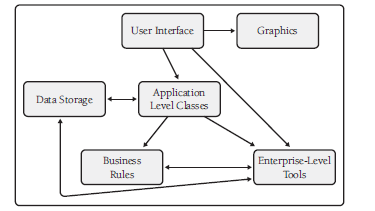 User Interface
Graphics
Data Storage
Application
Level Classes
Business
Rules
Enterprise-Level
Tools